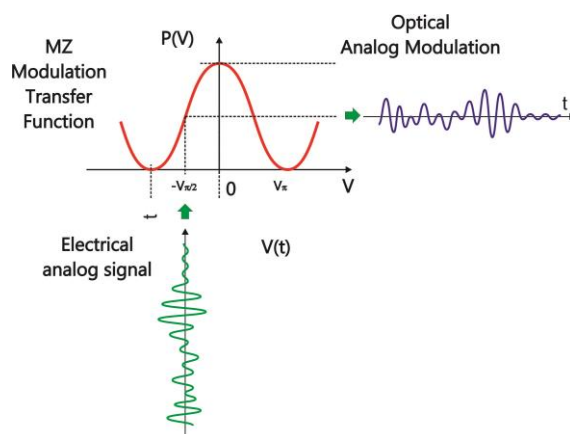 MZ
Modulation
Transfer
Function
P(V)
Optical
Analog Modulation
t
-Vπ/2
0
Vπ
V
t
Electrical
analog signal
V(t)